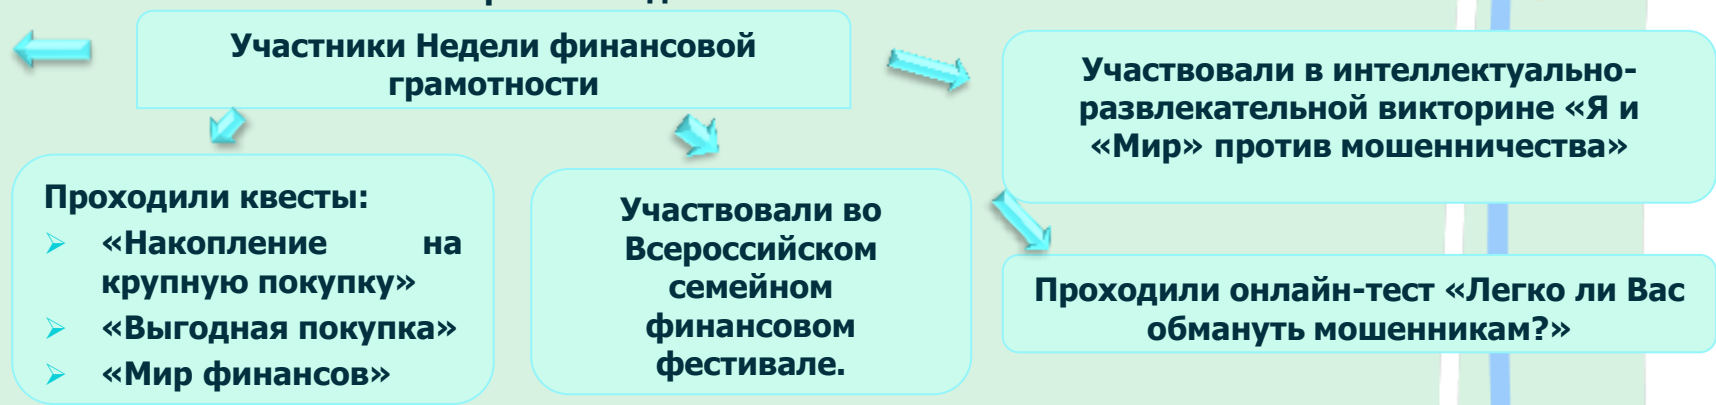 Участники Недели финансовой
грамотности
Участвовали в интеллектуально-
развлекательной викторине «Я и
«Мир» против мошенничества»
Проходили квесты:
«Накопление на
крупную покупку»
«Выгодная покупка»
«Мир финансов»
Участвовали во
Всероссийском
семейном
финансовом
фестивале.
Проходили онлайн-тест «Легко ли Вас
обмануть мошенникам?»